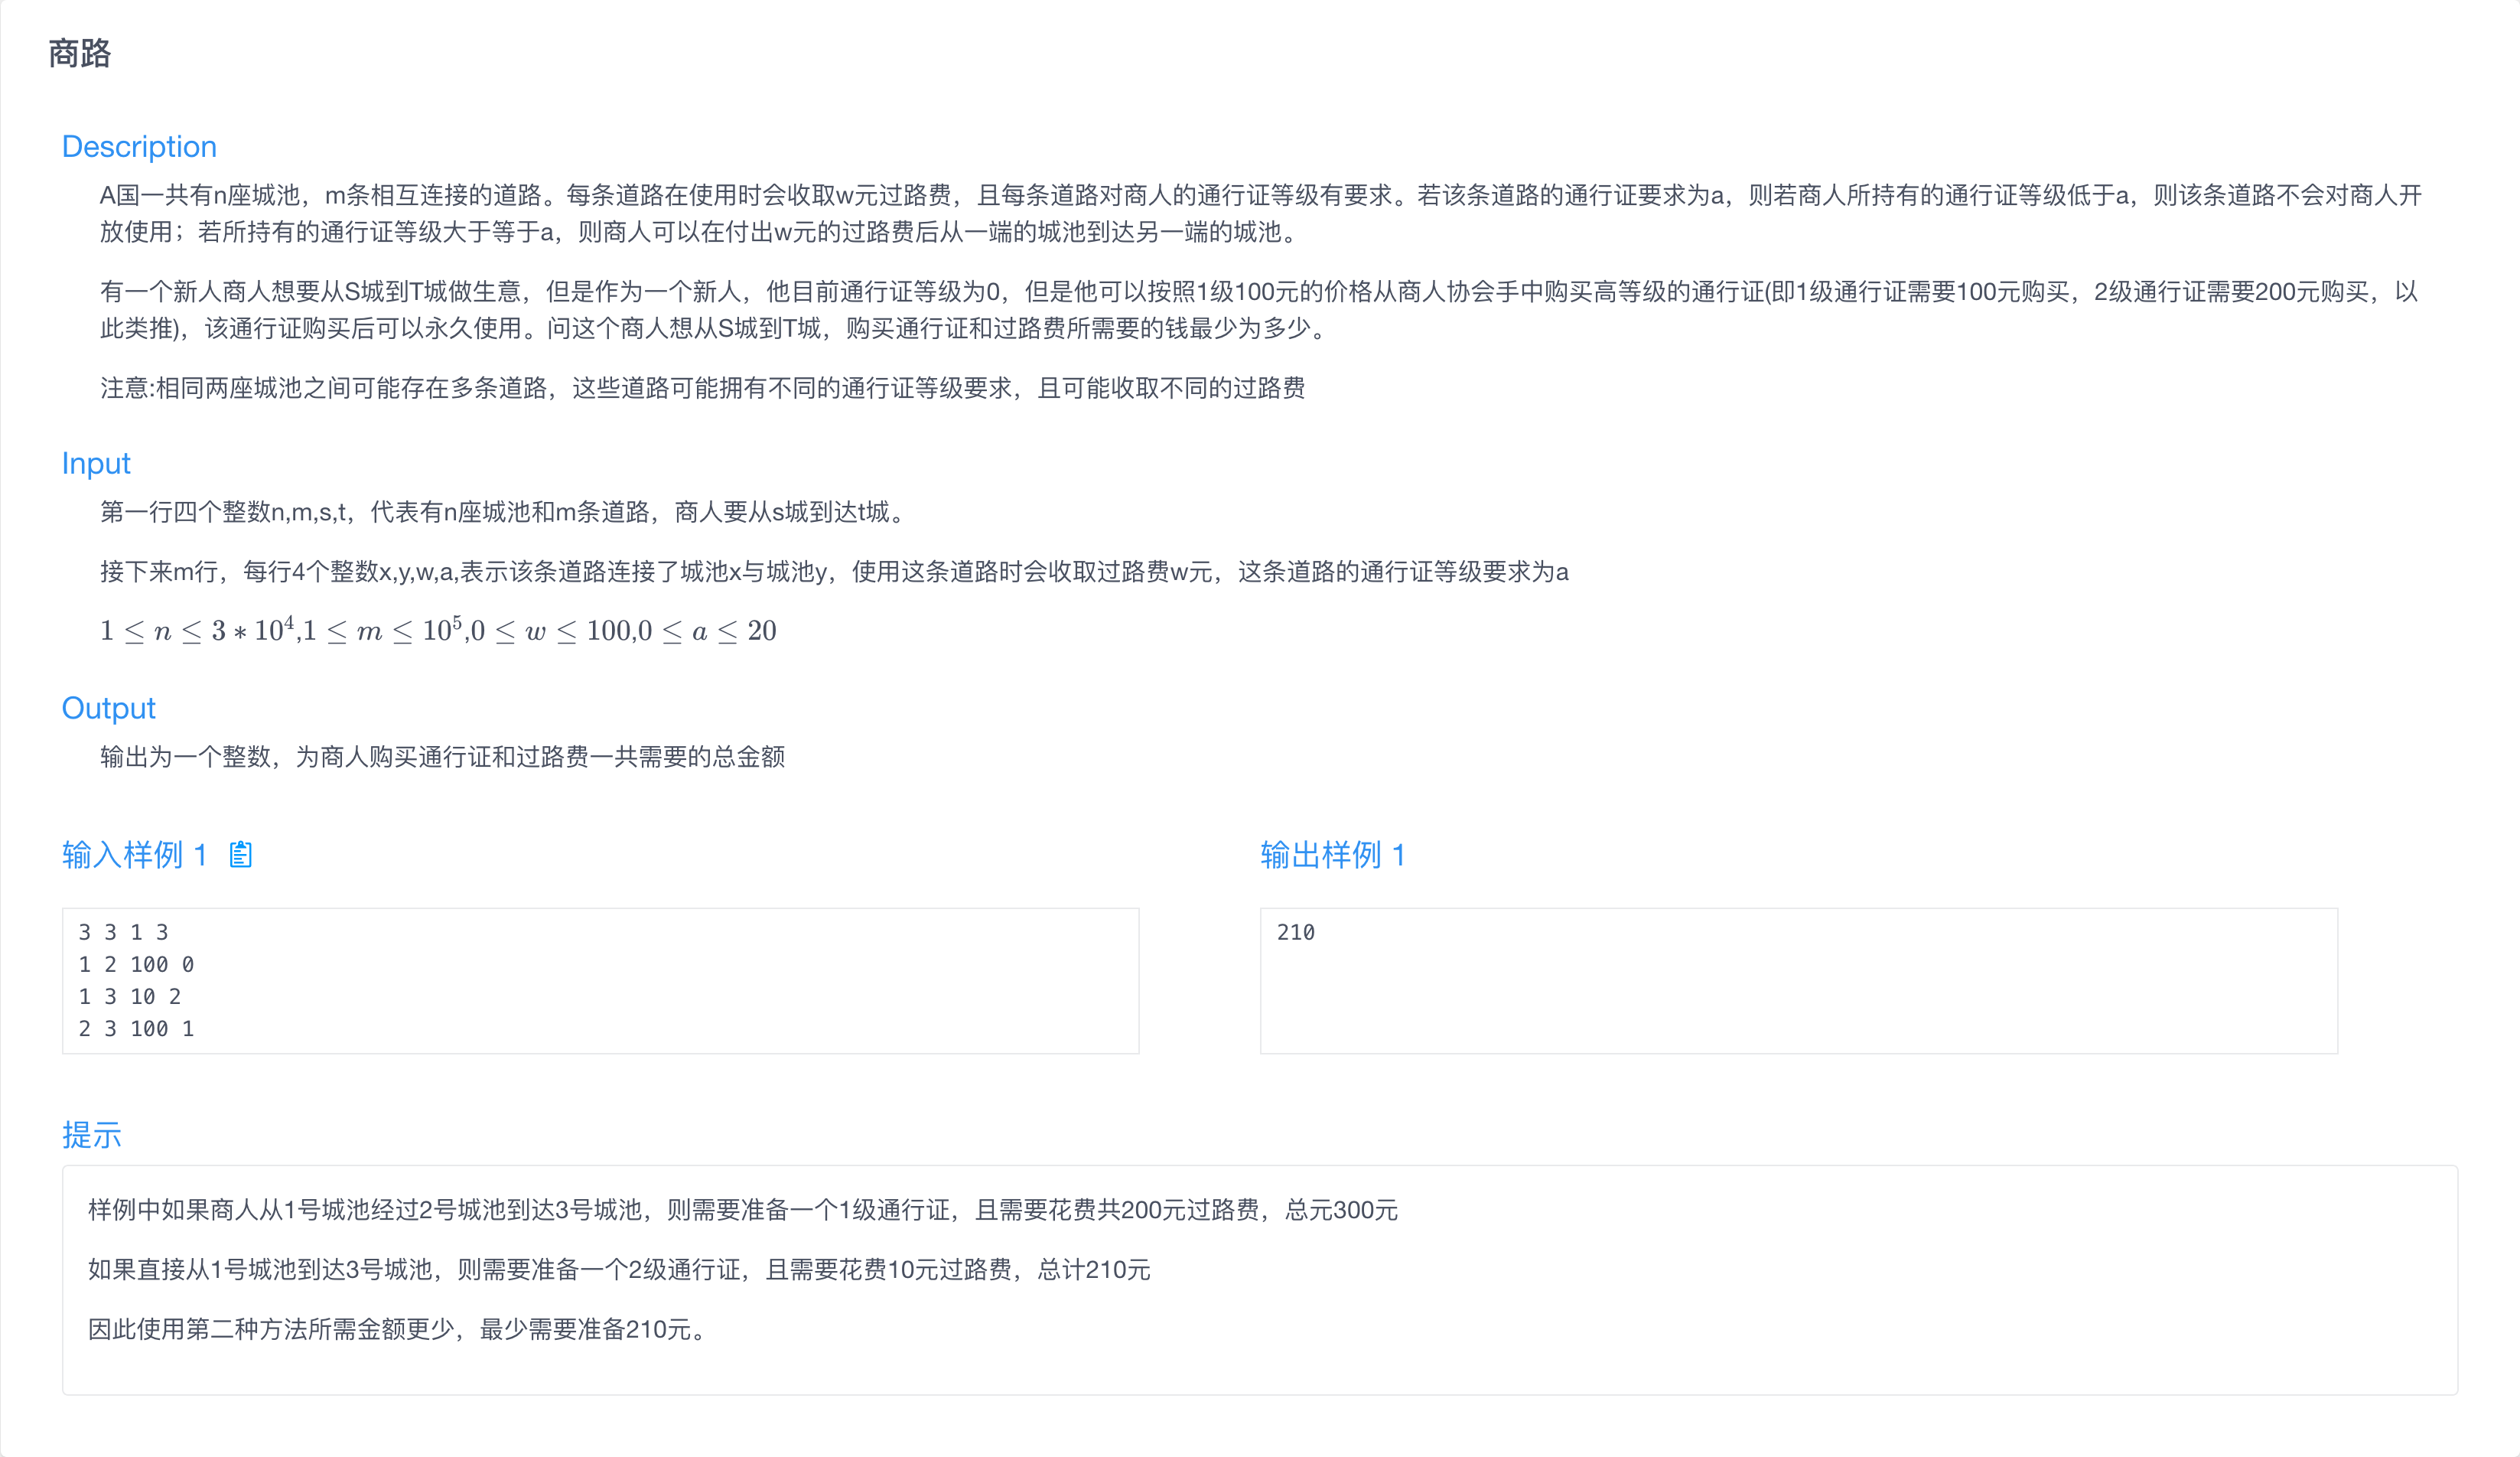 商路
Description
A国一共有n座城池，m条相互连接的道路。每条道路在使用时会收取w元过路费，且每条道路对商人的通行证等级有要求。若该条道路的通行证要求为a，则若商人所持有的通行证等级低于a，则该条道路不会对商人开
放使用；若所持有的通行证等级大于等于a，则商人可以在付出w元的过路费后从一端的城池到达另一端的城池。
有一个新人商人想要从S城到T城做生意，但是作为一个新人，他目前通行证等级为0，但是他可以按照1级100元的价格从商人协会手中购买高等级的通行证(即1级通行证需要100元购买，2级通行证需要200元购买，以
此类推)，该通行证购买后可以永久使用。问这个商人想从S城到T城，购买通行证和过路费所需要的钱最少为多少。
注意:相同两座城池之间可能存在多条道路，这些道路可能拥有不同的通行证等级要求，且可能收取不同的过路费
Input
第一行四个整数n,m,s,t，代表有n座城池和m条道路，商人要从s城到达t城。
接下来m行，每行4个整数x,y,w,a,表示该条道路连接了城池x与城池y，使用这条道路时会收取过路费w元，这条道路的通行证等级要求为a
1 ≤ n ≤ 3 ∗ 10⁴,1 ≤ m ≤ 10⁵,0 ≤ w ≤ 100,0 ≤ a ≤ 20
Output
输出为一个整数，为商人购买通行证和过路费一共需要的总金额
输入样例 1
3 3 1 3
1 2 100 0
1 3 10 2
2 3 100 1
输出样例 1
210
提示
样例中如果商人从1号城池经过2号城池到达3号城池，则需要准备一个1级通行证，且需要花费共200元过路费，总元300元
如果直接从1号城池到达3号城池，则需要准备一个2级通行证，且需要花费10元过路费，总计210元
因此使用第二种方法所需金额更少，最少需要准备210元。